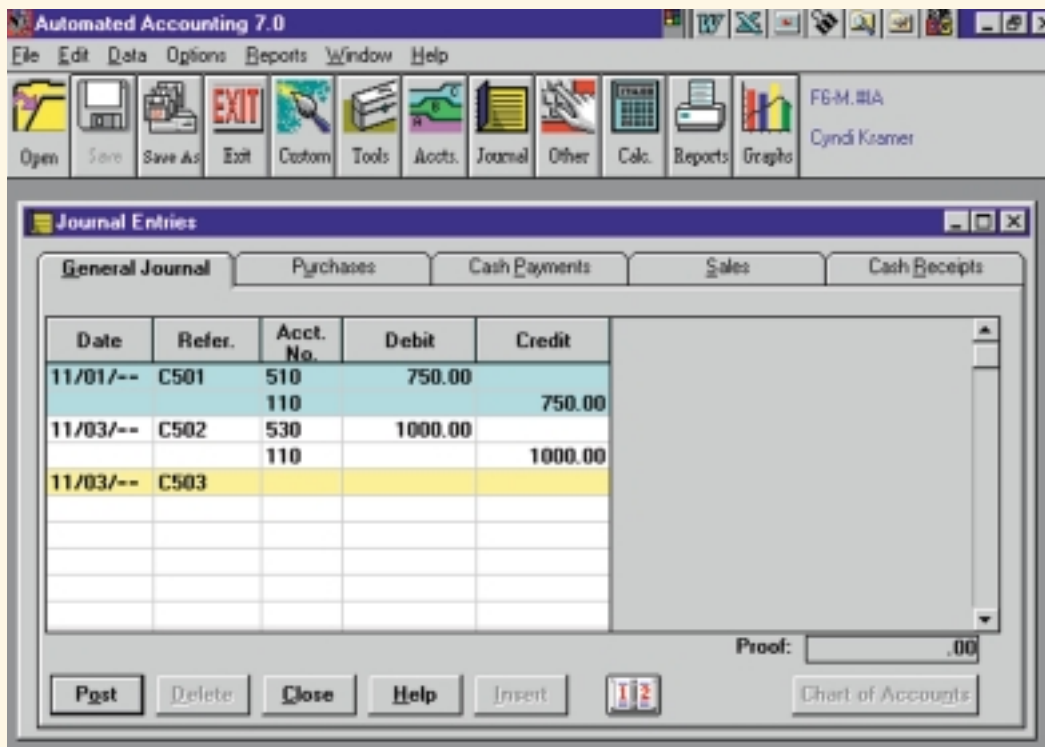 Automated Accounting 7.0
File Edit Data Options Reports Window Help
Open Save Save As Exit Custom Tools Accts. Journal Other Calc. Reports Graphs
EXIT
Cyndi Kramer
Journal Entries
General Journal Purchases Cash Payments Sales Cash Receipts
Date Refer. Acct. No. Debit Credit
11/01/-- C501 510 750.00
110 750.00
11/03/-- C502 530 1000.00
110 1000.00
11/03/-- C503
Proof: .00
Post Delete Close Help Insert 1 2 Chart of Accounts